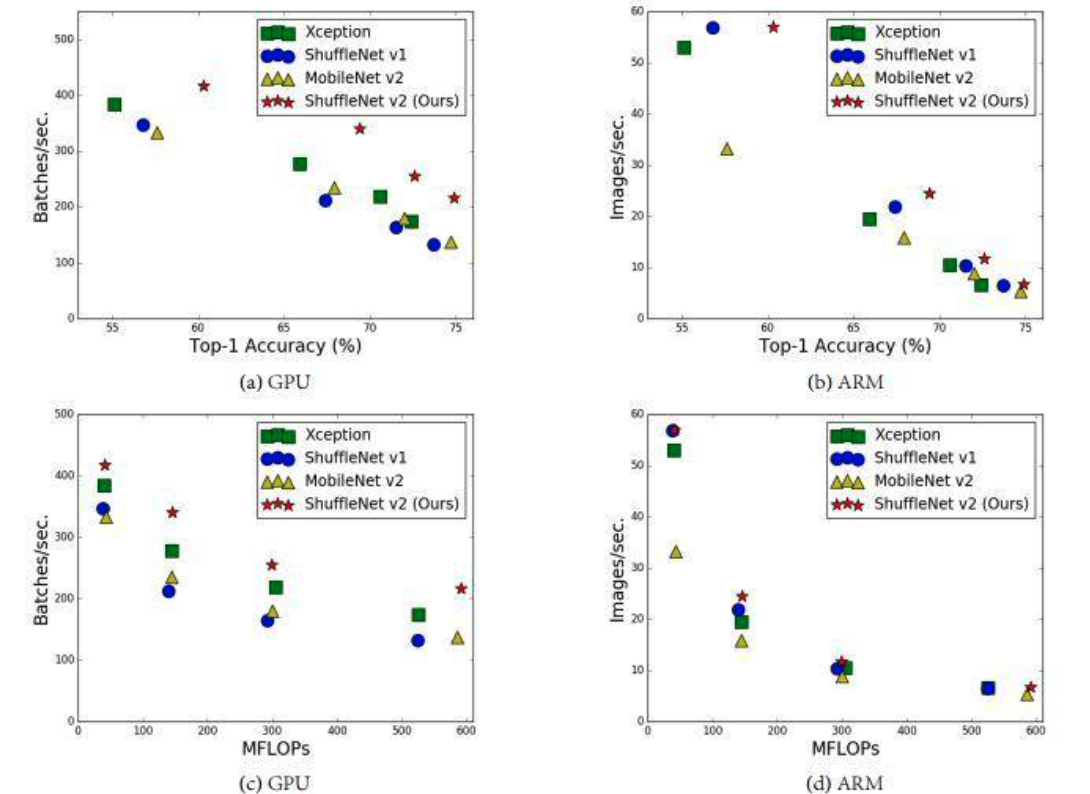 500
400
300
200
100
0
Batches/sec.
Xception
ShuffleNet v1
MobileNet v2
ShuffleNet v2 (Ours)
55 60 65 70 75
Top-1 Accuracy (%)
(a) GPU
60
50
40
30
20
10
0
Images/sec.
Xception
ShuffleNet v1
MobileNet v2
ShuffleNet v2 (Ours)
55 60 65 70 75
Top-1 Accuracy (%)
(b) ARM
500
400
300
200
100
0
Batches/sec.
Xception
ShuffleNet v1
MobileNet v2
ShuffleNet v2 (Ours)
0 100 200 300 400 500 600
MFLOPs
(c) GPU
60
50
40
30
20
10
0
Images/sec.
Xception
ShuffleNet v1
MobileNet v2
ShuffleNet v2 (Ours)
0 100 200 300 400 500 600
MFLOPs
(d) ARM